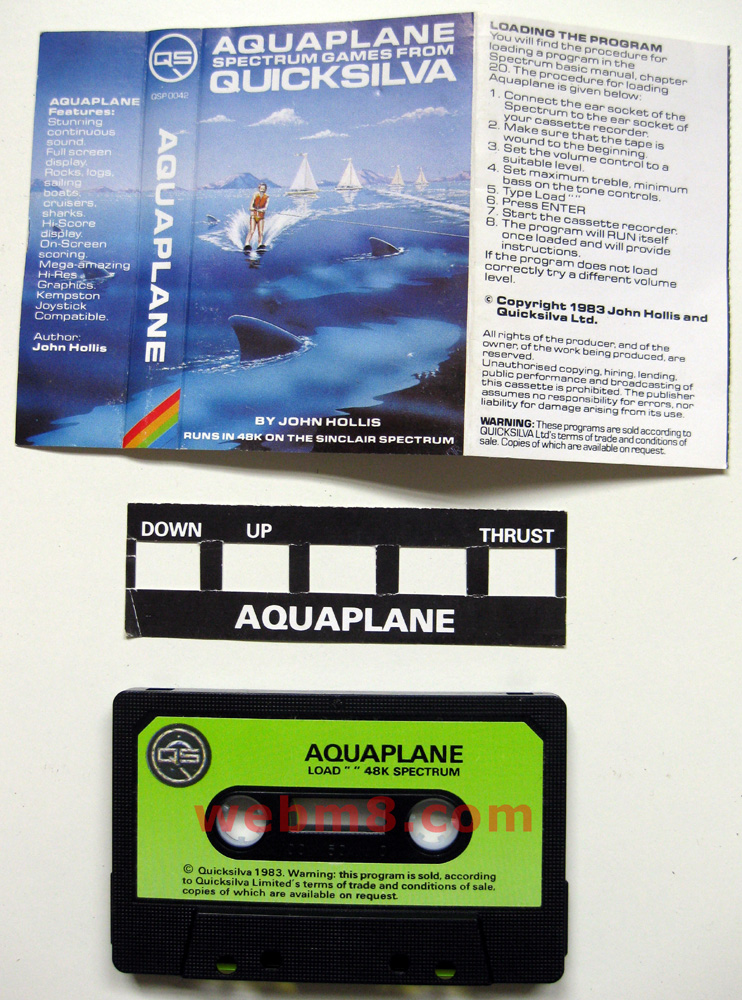 AQUAPLANE
Features:
Stunning
continuous
sound.
Full screen
display.
Rocks, logs,
sailing
boats,
cruisers,
sharks.
Hi-Score
display.
On-Screen
scoring.
Mega-amazing
Hi-Res
Graphics.
Kempston
Joystick
Compatible.
Author:
John Hollis
QS
QSP 0042
AQUAPLANE
AQUAPLANE
SPECTRUM GAMES FROM
QUICKSILVA
BY JOHN HOLLIS
RUNS IN 48K ON THE SINCLAIR SPECTRUM
LOADING THE PROGRAM
You will find the procedure for
loading a program in the
Spectrum basic manual, chapter
20. The procedure for loading
Aquaplane is given below:
1. Connect the ear socket of the
Spectrum to the ear socket of
your cassette recorder.
2. Make sure that the tape is
wound to the beginning.
3. Set the volume control to a
suitable level.
4. Set maximum treble, minimum
bass on the tone controls.
5. Type Load " "
6. Press ENTER
7. Start the cassette recorder.
8. The program will RUN itself
once loaded and will provide
instructions.
If the program does not load
correctly try a different volume
level.
© Copyright 1983 John Hollis and
Quicksilva Ltd.
All rights of the producer, and of the
owner, of the work being produced, are
reserved.
Unauthorised copying, hiring, lending,
public performance and broadcasting of
this cassette is prohibited. The publisher
assumes no responsibility for errors, nor
liability for damage arising from its use.
WARNING: These programs are sold according to
QUICKSILVA Ltd's terms of trade and conditions of
sale. Copies of which are available on request.
DOWN UP THRUST
AQUAPLANE
QS
AQUAPLANE
LOAD " " 48K SPECTRUM
webm8.com
© Quicksilva 1983. Warning: this program is sold, according
to Quicksilva Limited's terms of trade and conditions of sale,
copies of which are available on request.